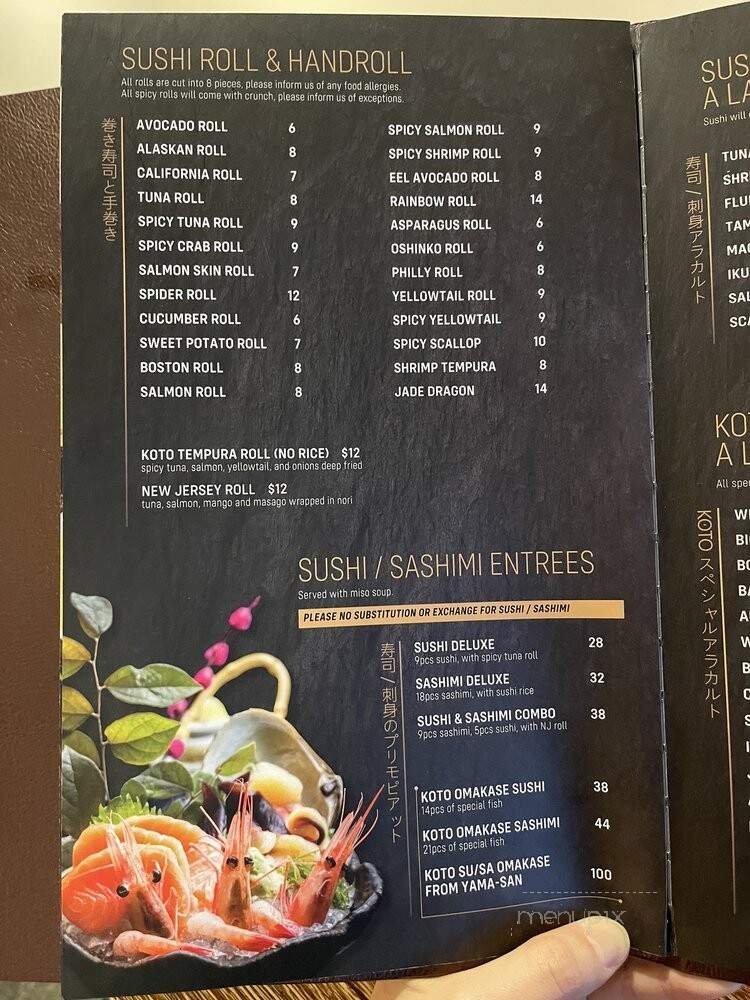 SUSHI ROLL & HANDROLL
All rolls are cut into 8 pieces, please inform us of any food allergies.
All spicy rolls will come with crunch, please inform us of exceptions.
巻き寿司と手巻き
AVOCADO ROLL 6
ALASKAN ROLL 8
CALIFORNIA ROLL 7
TUNA ROLL 8
SPICY TUNA ROLL 9
SPICY CRAB ROLL 9
SALMON SKIN ROLL 7
SPIDER ROLL 12
CUCUMBER ROLL 6
SWEET POTATO ROLL 7
BOSTON ROLL 8
SALMON ROLL 8
SPICY SALMON ROLL 9
SPICY SHRIMP ROLL 9
EEL AVOCADO ROLL 8
RAINBOW ROLL 14
ASPARAGUS ROLL 6
OSHINKO ROLL 6
PHILLY ROLL 8
YELLOWTAIL ROLL 9
SPICY YELLOWTAIL 9
SPICY SCALLOP 10
SHRIMP TEMPURA 8
JADE DRAGON 14
KOTO TEMPURA ROLL (NO RICE) $12
spicy tuna, salmon, yellowtail, and onions deep fried
NEW JERSEY ROLL $12
tuna, salmon, mango and masago wrapped in nori
SUSHI / SASHIMI ENTREES
Served with miso soup.
PLEASE NO SUBSTITUTION OR EXCHANGE FOR SUSHI / SASHIMI
寿司/刺身のプリモピアット
SUSHI DELUXE 28
9pcs sushi, with spicy tuna roll
SASHIMI DELUXE 32
18pcs sashimi, with sushi rice
SUSHI & SASHIMI COMBO 38
9pcs sashimi, 5pcs sushi, with NJ roll
KOTO OMAKASE SUSHI 38
14pcs of special fish
KOTO OMAKASE SASHIMI 44
21pcs of special fish
KOTO SU/SA OMAKASE
FROM YAMA-SAN 100
menupix
SUS
A LA
Sushi will
寿司/刺身アラカルト
TUNA
SHR
FLU
TAM
MAC
IKU
SAL
SCA
KO
A L
All spe
KOTO スペシャルアラカルト
BIG
BO
BA